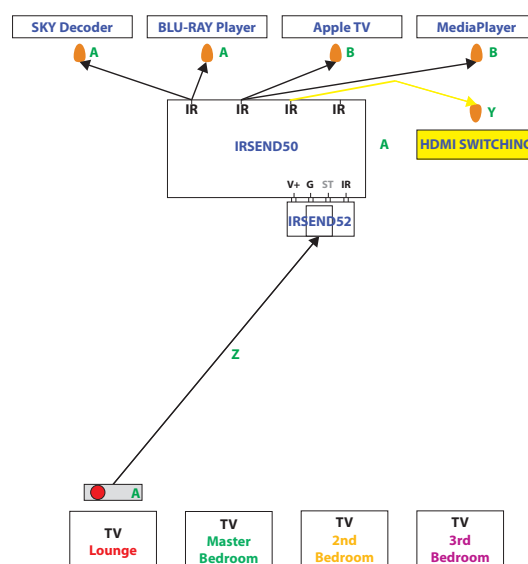 SKY Decoder BLU-RAY Player Apple TV MediaPlayer
A A B B
IR IR IR IR
Y
IRSEND50 A HDMI SWITCHING
V+ G ST IR
IRSEND52
Z
A
TV TV TV TV
Lounge Master 2nd 3rd
Bedroom Bedroom Bedroom